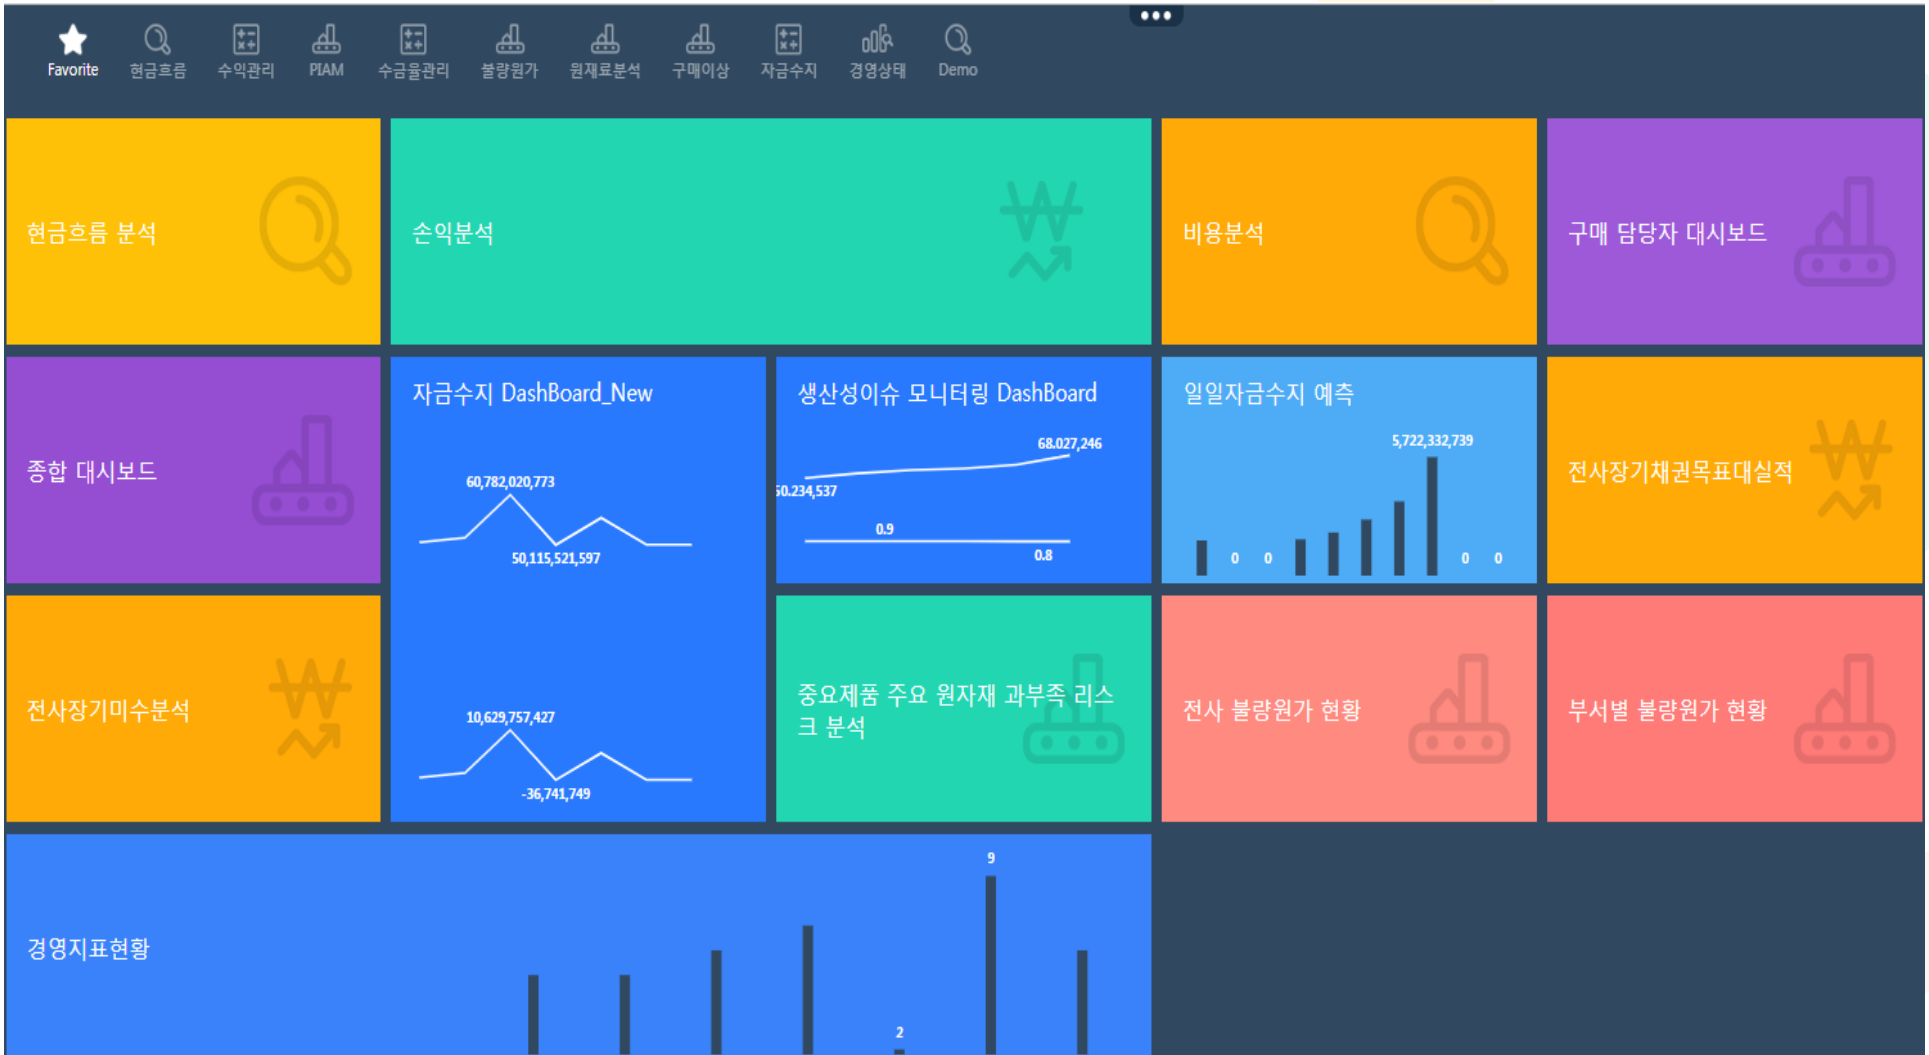 Favorite
현금흐름
수익관리
PIAM
수금율관리
불량원가
원재료분석
구매이상
자금수지
경영상태
Demo
현금흐름 분석
손익분석
비용분석
구매 담당자 대시보드
종합 대시보드
자금수지 DashBoard_New
60,782,020,773
50,115,521,597
10,629,757,427
-36,741,749
생산성이슈 모니터링 DashBoard
68.027,246
50.234,537
0.9
0.8
일일자금수지 예측
5,722,332,739
0
0
0
0
전사장기채권목표대실적
전사장기미수분석
중요제품 주요 원자재 과부족 리스
크 분석
전사 불량원가 현황
부서별 불량원가 현황
경영지표현황
9
2